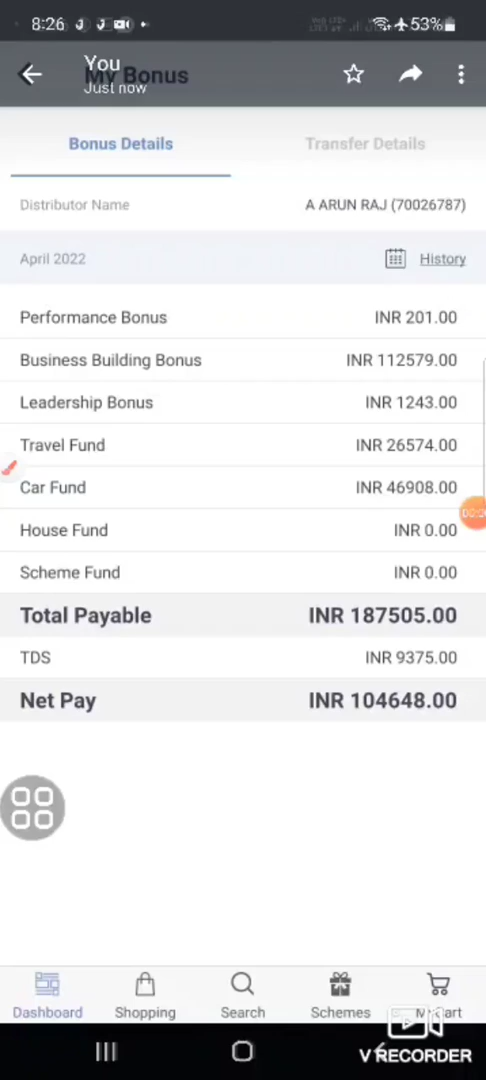 8:26 53%
You
My Bonus
Just now
Bonus Details Transfer Details
Distributor Name A ARUN RAJ (70026787)
April 2022 History
Performance Bonus INR 201.00
Business Building Bonus INR 112579.00
Leadership Bonus INR 1243.00
Travel Fund INR 26574.00
Car Fund INR 46908.00
House Fund INR 0.00
Scheme Fund INR 0.00
Total Payable INR 187505.00
TDS INR 9375.00
Net Pay INR 104648.00
Dashboard Shopping Search Schemes
V RECORDER